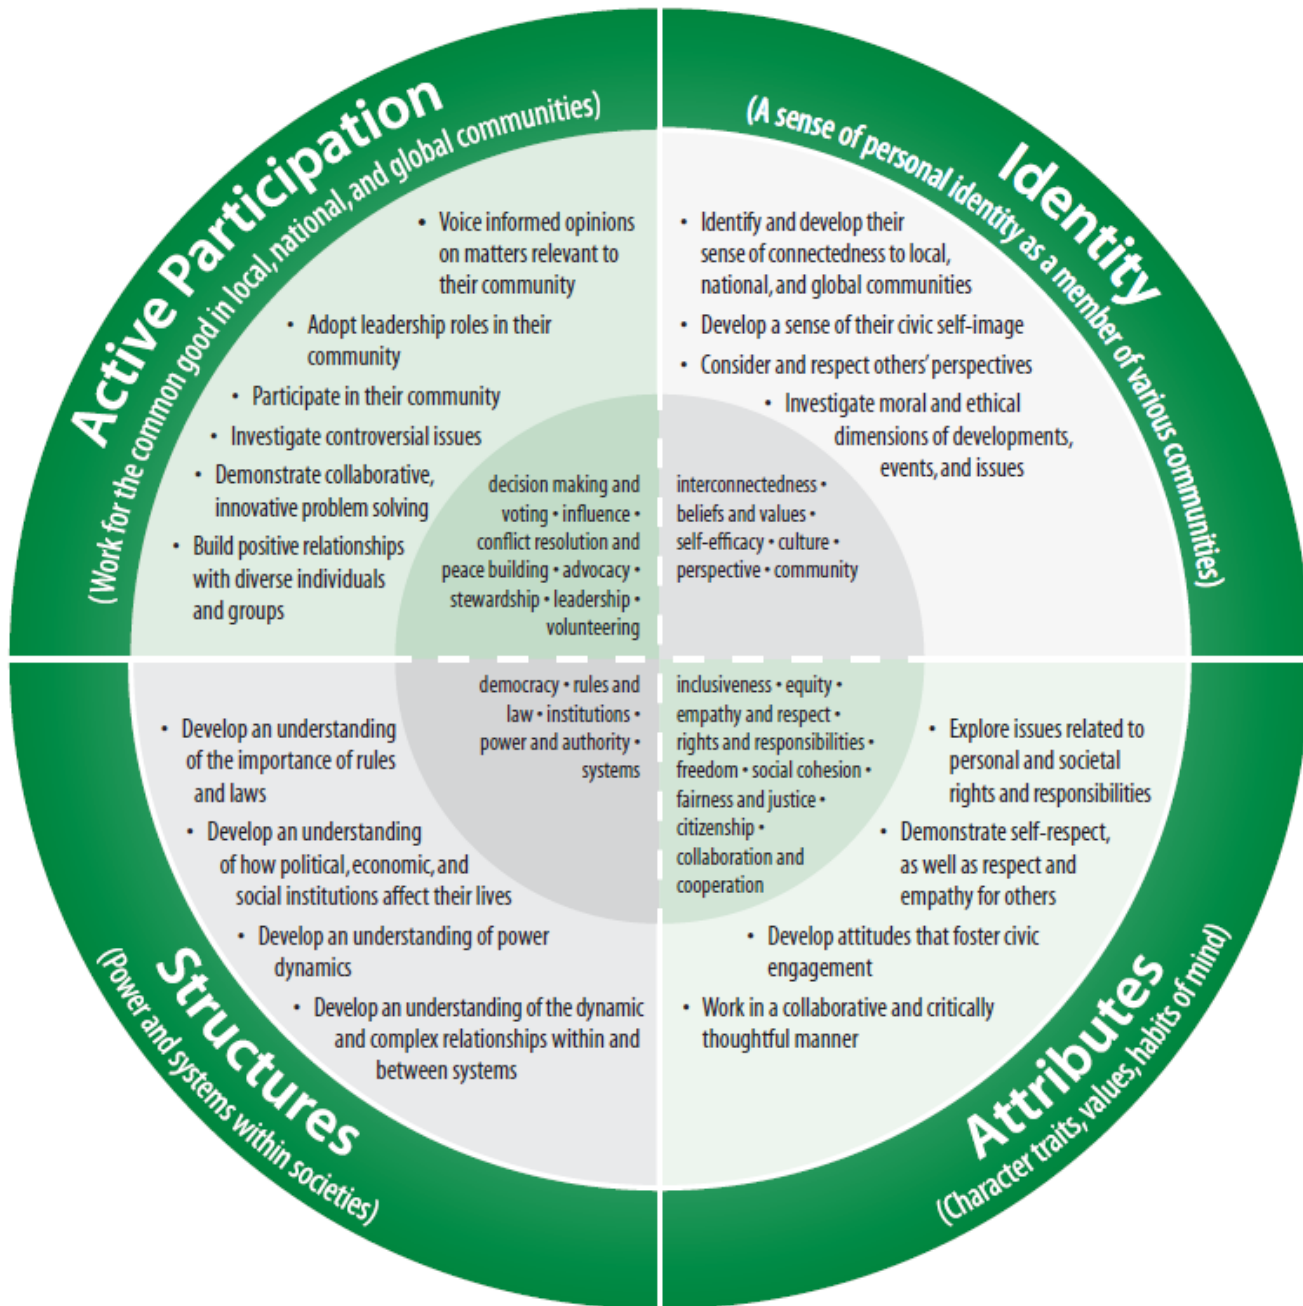 Active Participation
(Work for the common good in local, national, and global communities)
• Voice informed opinions
on matters relevant to
their community
• Adopt leadership roles in their
community
• Participate in their community
• Investigate controversial issues
• Demonstrate collaborative,
innovative problem solving
• Build positive relationships
with diverse individuals
and groups
decision making and
voting • influence •
conflict resolution and
peace building • advocacy •
stewardship • leadership •
volunteering
Identity
(A sense of personal identity as a member of various communities)
• Identify and develop their
sense of connectedness to local,
national, and global communities
• Develop a sense of their civic self-image
• Consider and respect others' perspectives
• Investigate moral and ethical
dimensions of developments,
events, and issues
interconnectedness •
beliefs and values •
self-efficacy • culture •
perspective • community
Structures
(Power and systems within societies)
democracy • rules and
law • institutions •
power and authority •
systems
• Develop an understanding
of the importance of rules
and laws
• Develop an understanding
of how political, economic, and
social institutions affect their lives
• Develop an understanding of power
dynamics
• Develop an understanding of the dynamic
and complex relationships within and
between systems
Attributes
(Character traits, values, habits of mind)
inclusiveness • equity •
empathy and respect •
rights and responsibilities •
freedom • social cohesion •
fairness and justice •
citizenship •
collaboration and
cooperation
• Explore issues related to
personal and societal
rights and responsibilities
• Demonstrate self-respect,
as well as respect and
empathy for others
• Develop attitudes that foster civic
engagement
• Work in a collaborative and critically
thoughtful manner